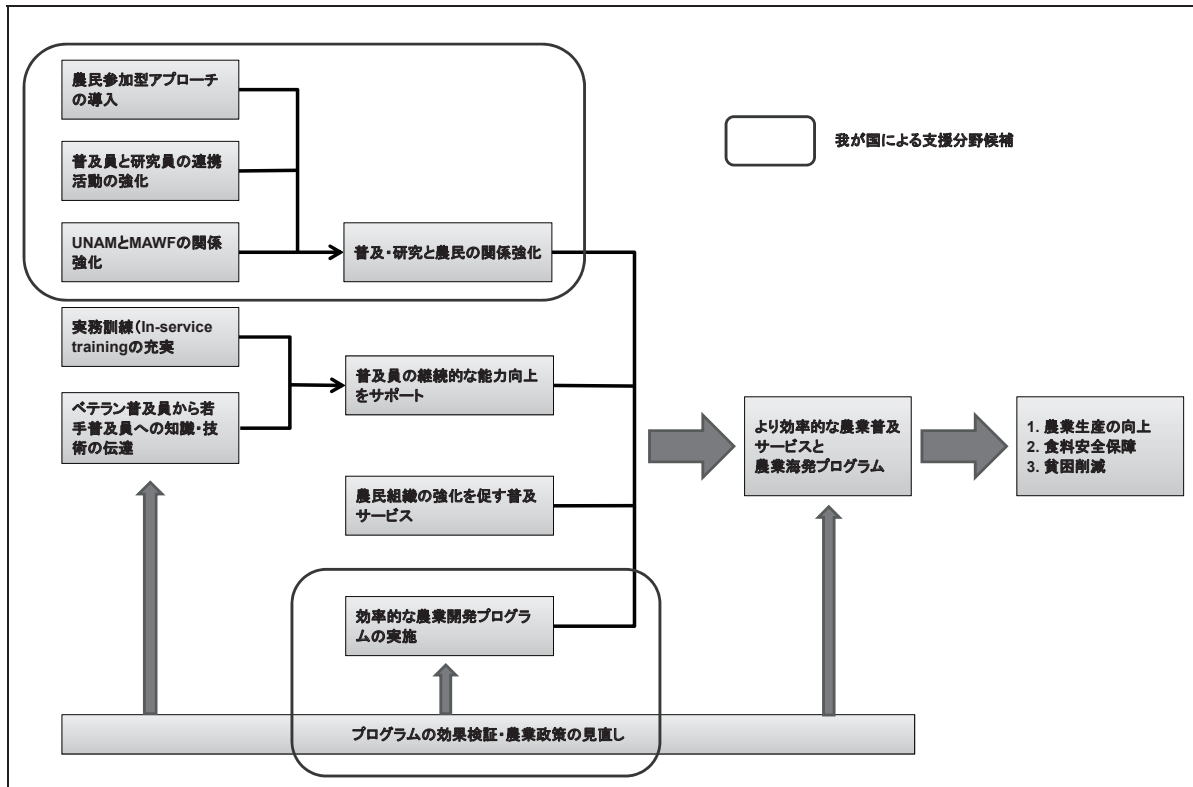 農民参加型アプローチ
の導入
普及員と研究員の連携
活動の強化
UNAMとMAWFの関係
強化
普及・研究と農民の関係強化
我が国による支援分野候補
実務訓練(In-service
trainingの充実
ベテラン普及員から若
手普及員への知識・技
術の伝達
普及員の継続的な能力向上
をサポート
農民組織の強化を促す普及
サービス
効率的な農業開発プログラ
ムの実施
より効率的な農業普及
サービスと
農業海発プログラム
1. 農業生産の向上
2. 食料安全保障
3. 貧困削減
プログラムの効果検証・農業政策の見直し